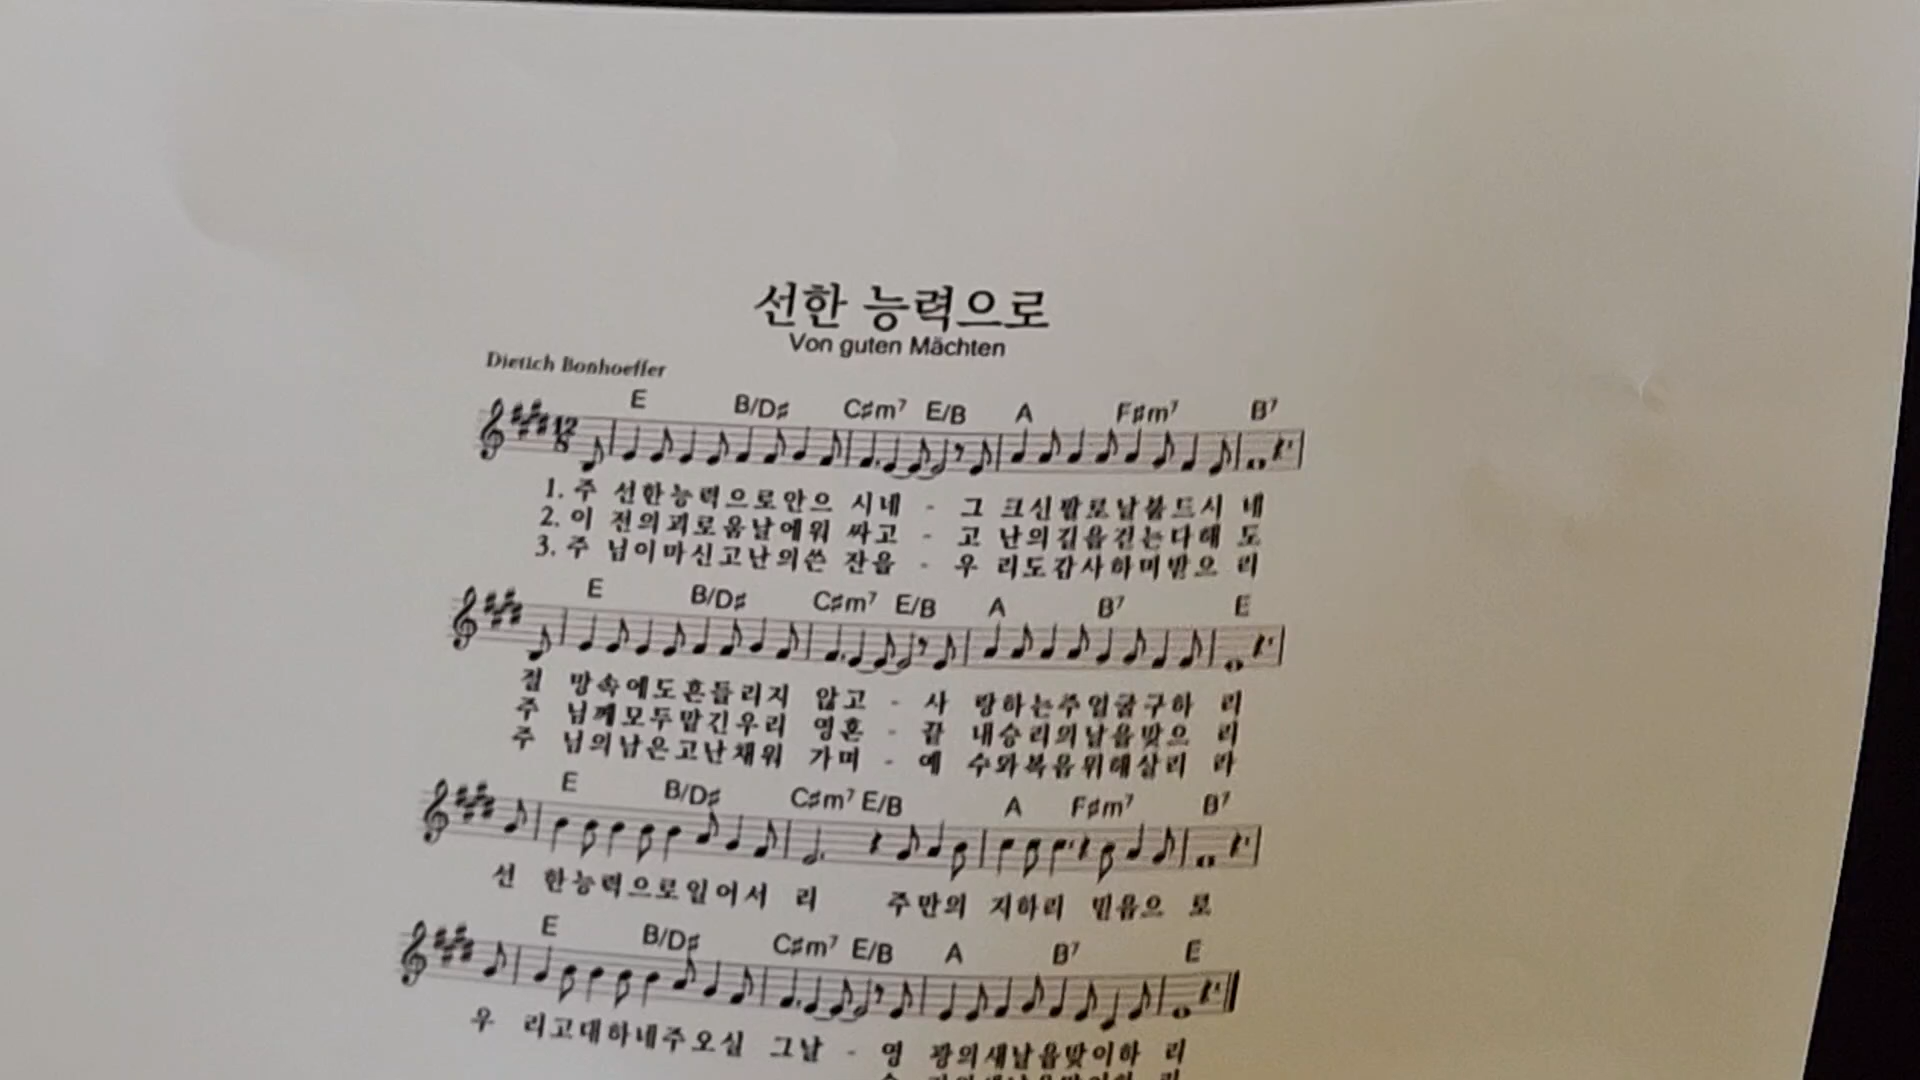 선한 능력으로
Von guten Mächten
Dietich Bonhoeffer
E B/D♯ C♯m7 E/B A F♯m7 B7
12
8
1. 주 선한능력으로안으 시네 - 그 크신팔로날붙드시 네
2. 이 전의괴로움날에워 싸고 - 고 난의길을걷는다해 도
3. 주 님이마신고난의쓴 잔을 - 우 리도감사하며받으 리
E B/D♯ C♯m7 E/B A B7 E
절 망속에도흔들리지 않고 - 사 랑하는주얼굴구하 리
주 님께모두맡긴우리 영혼 - 끝 내승리의날을맞으 리
주 님의남은고난채워 가며 - 예 수와복음위해살리 라
E B/D♯ C♯m7 E/B A F♯m7 B7
선 한능력으로일어서 리 주만의 지하리 믿음으 로
E B/D♯ C♯m7 E/B A B7 E
우 리고대하네주오실 그날 - 영 광의새날을맞이하 리